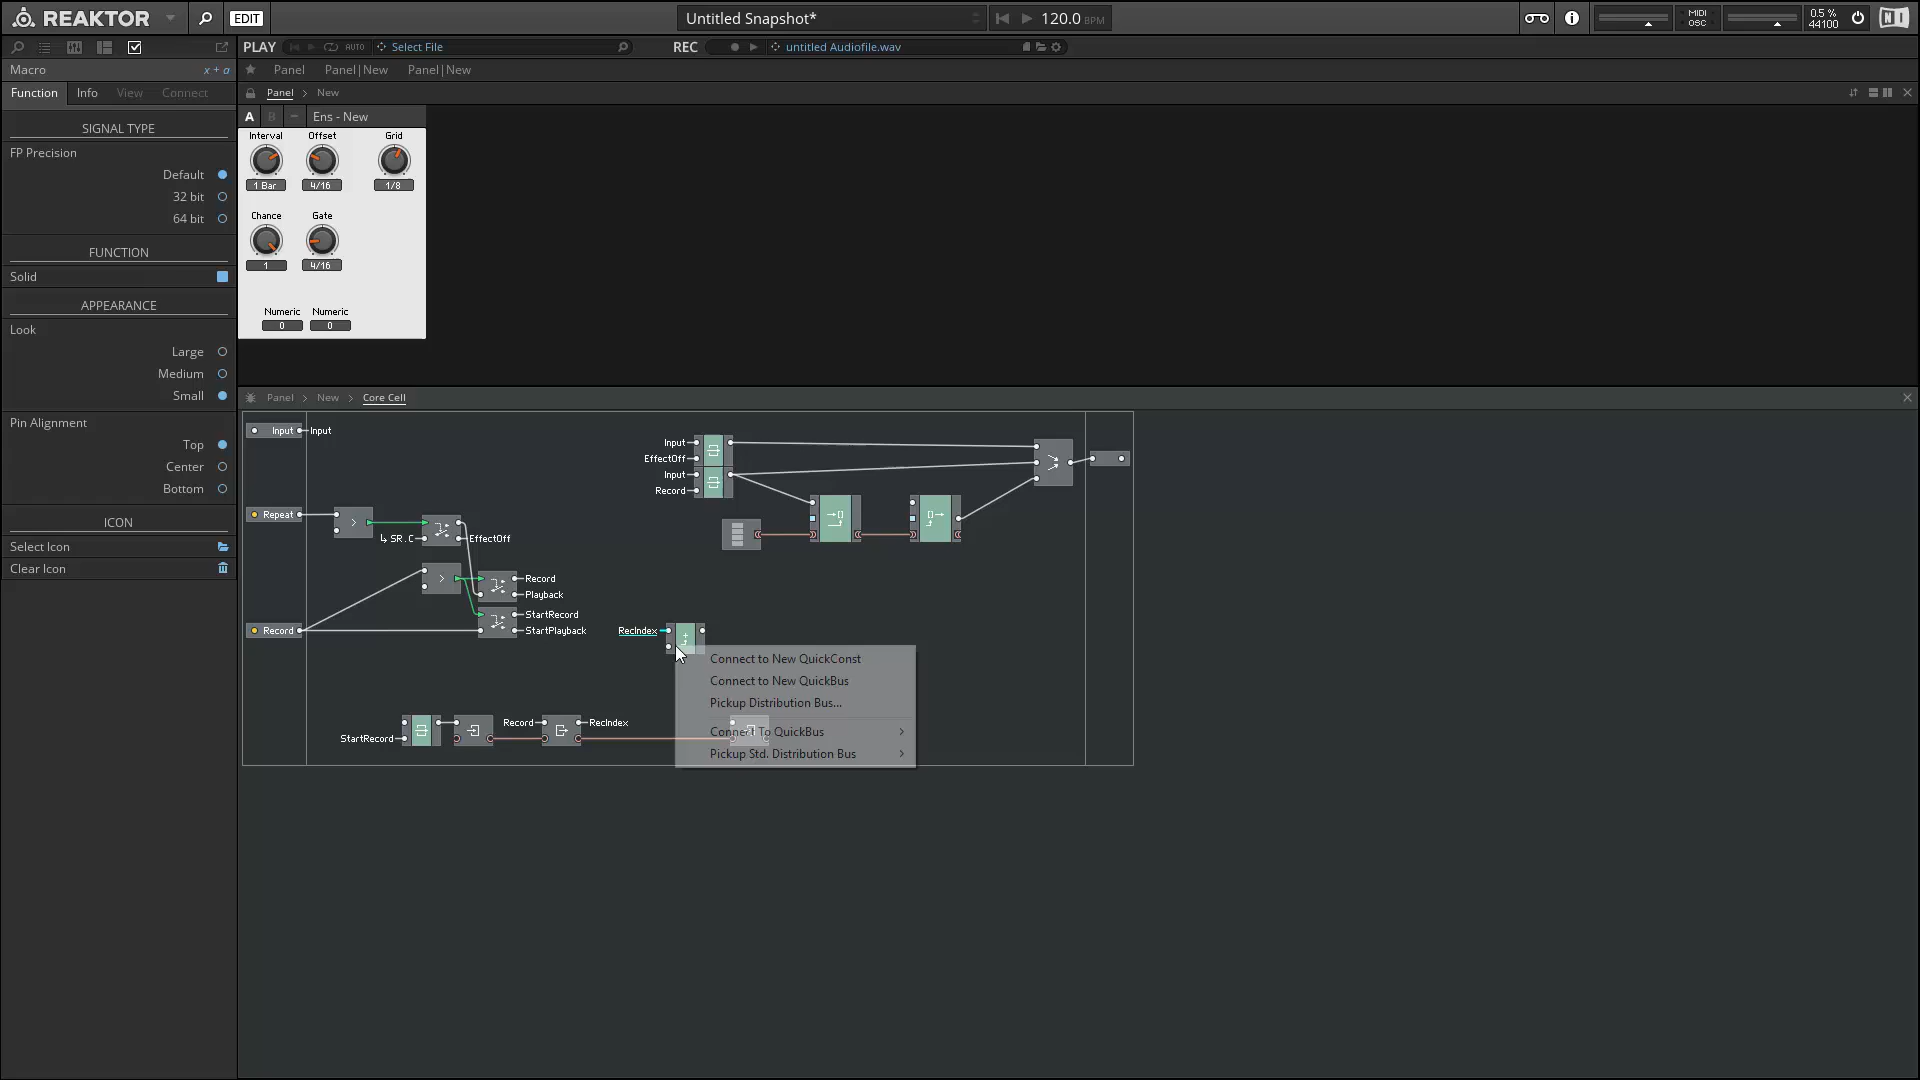 REAKTOR
EDIT
Untitled Snapshot*
120.0 BPM
MIDI
OSC
0.5 %
44100
PLAY
AUTO
Select File
REC
untitled Audiofile.wav
Macro
x + a
Panel
Panel|New
Panel|New
Function
Info
View
Connect
Panel
New
A
B
Ens - New
SIGNAL TYPE
FP Precision
Default
32 bit
64 bit
FUNCTION
Solid
APPEARANCE
Look
Large
Medium
Small
Pin Alignment
Top
Center
Bottom
ICON
Select Icon
Clear Icon
Interval
Offset
Grid
1 Bar
4/16
1/8
Chance
Gate
1
4/16
Numeric
Numeric
0
0
Panel
New
Core Cell
Input
Input
Input
EffectOff
Input
Record
Repeat
SR.C
EffectOff
Record
Playback
StartRecord
Record
StartPlayback
RecIndex
Connect to New QuickConst
Connect to New QuickBus
Pickup Distribution Bus...
Connect To QuickBus
Pickup Std. Distribution Bus
Record
RecIndex
StartRecord